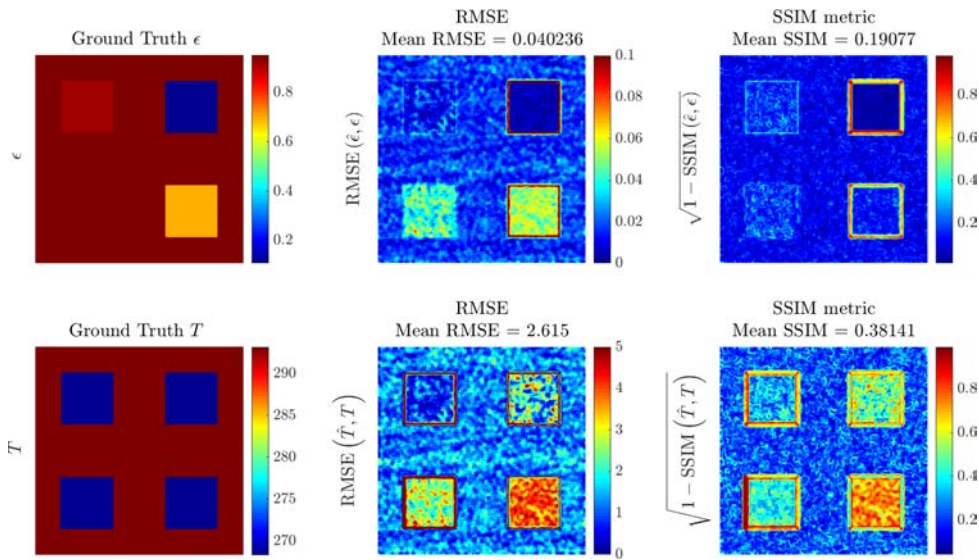 Ground Truth ϵ
ϵ
0.8
0.6
0.4
0.2
RMSE
Mean RMSE = 0.040236
RMSE (ϵ̂, ϵ)
0.1
0.08
0.06
0.04
0.02
0
SSIM metric
Mean SSIM = 0.19077
√1 − SSIM (ϵ̂, ϵ)
0.8
0.6
0.4
0.2
Ground Truth T
T
290
285
280
275
270
RMSE
Mean RMSE = 2.615
RMSE (T̂, T)
5
4
3
2
1
0
SSIM metric
Mean SSIM = 0.38141
√1 − SSIM (T̂, T)
0.8
0.6
0.4
0.2